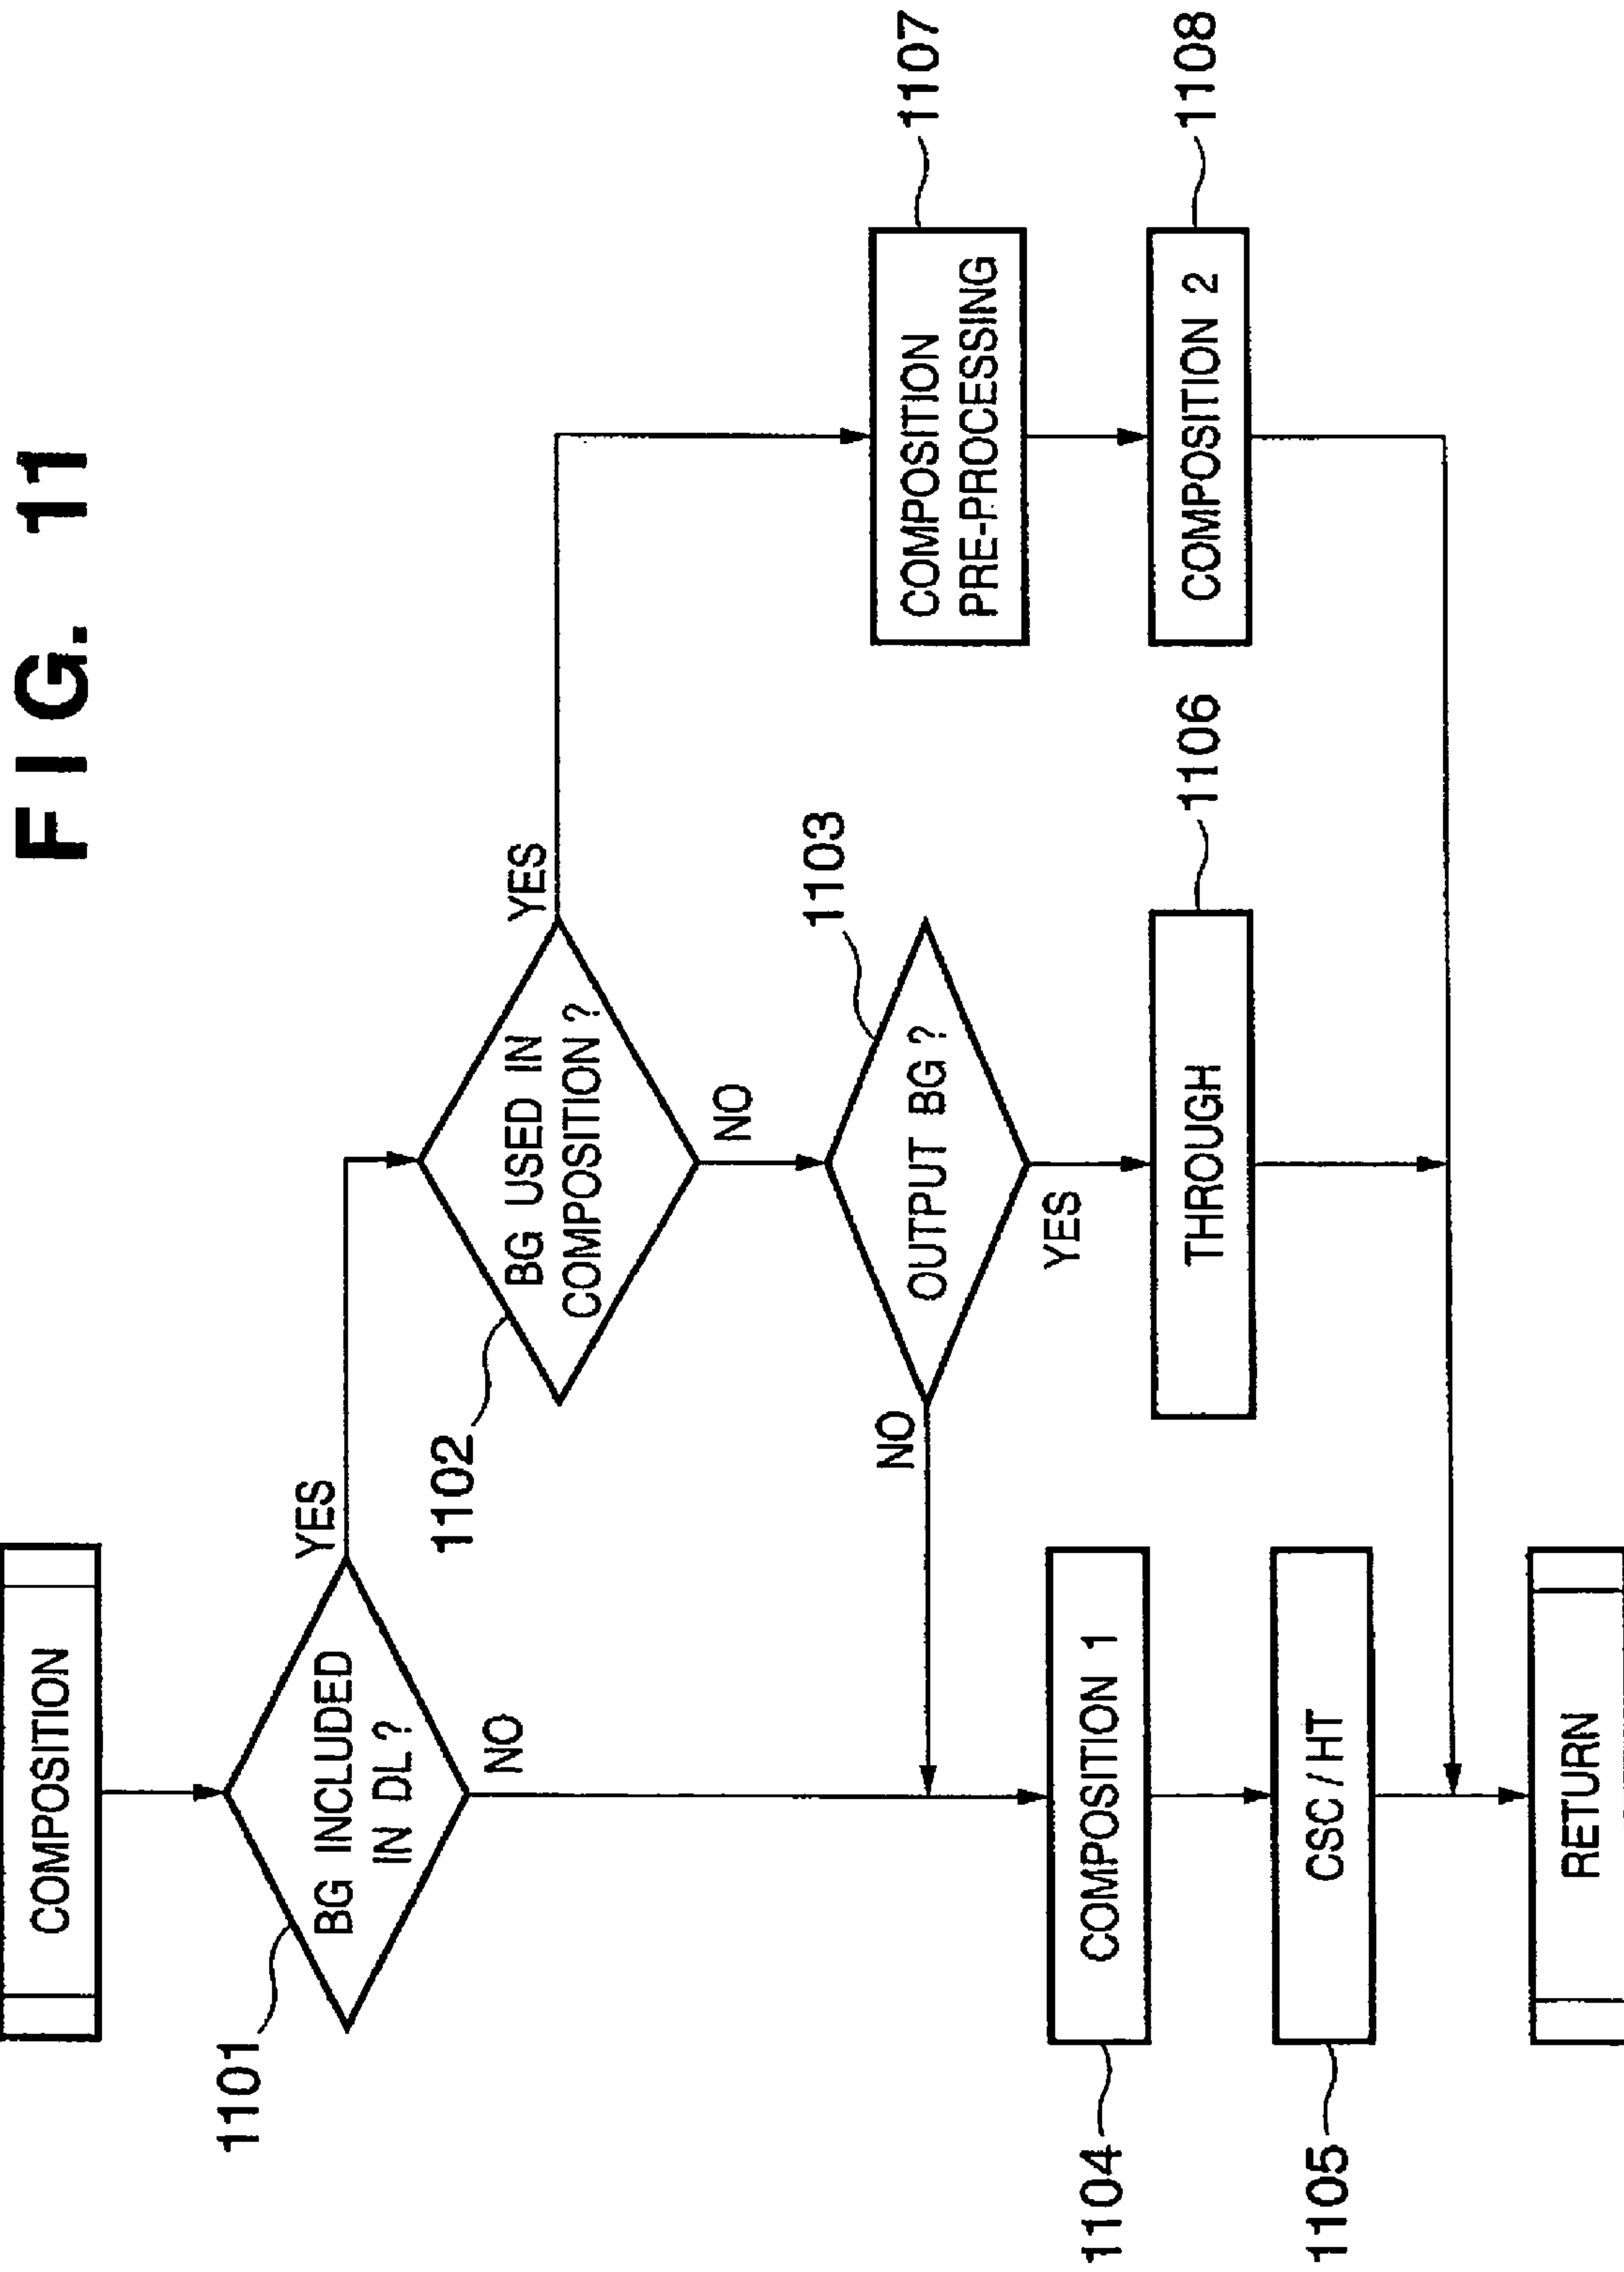 FIG. 11
COMPOSITION
1101
BG INCLUDED
IN DL?
YES
NO
1102
BG USED IN
COMPOSITION?
YES
NO
1103
OUTPUT BG?
NO
YES
1104
COMPOSITION 1
1105
CSC/HT
THROUGH
1106
COMPOSITION
PRE-PROCESSING
1107
COMPOSITION 2
1108
RETURN